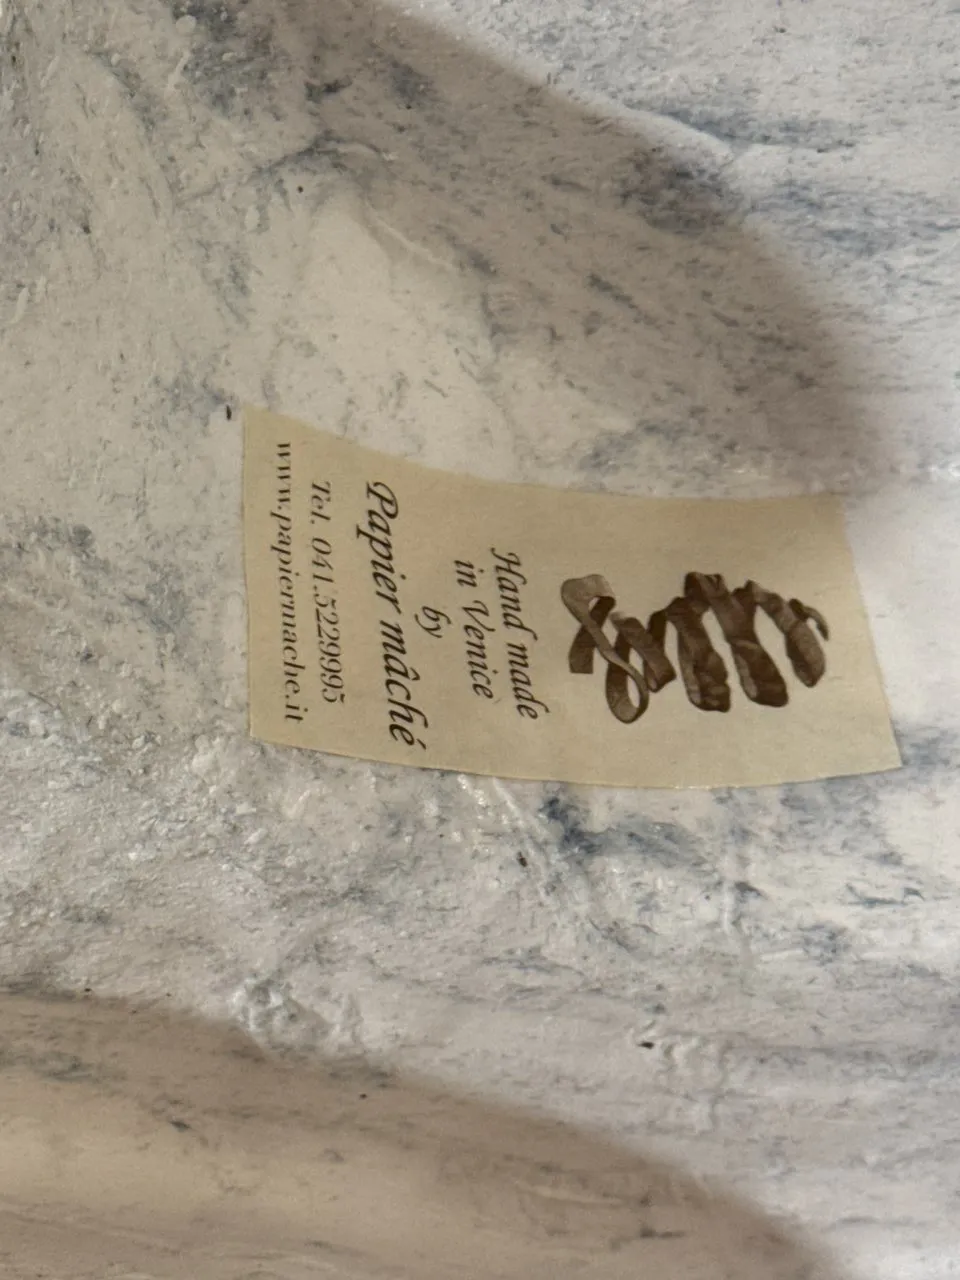 Hand made
in Venice
by
Papier mâché
Tel. 041.5229995
www.papiermache.it